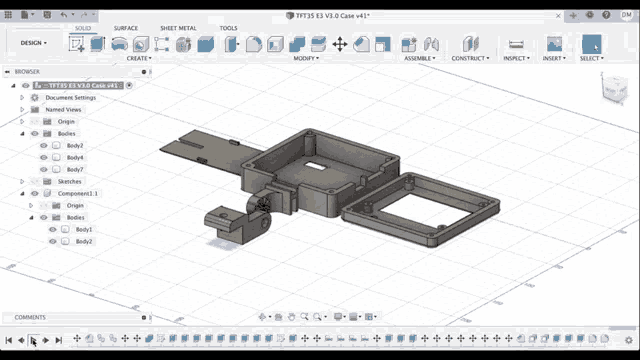 TFT35 E3 V3.0 Case v41*
DM
SOLID SURFACE SHEET METAL TOOLS
DESIGN
CREATE MODIFY ASSEMBLE CONSTRUCT INSPECT INSERT SELECT
BROWSER
TFT35 E3 V3.0 Case v41
Document Settings
Named Views
Origin
Bodies
Body2
Body4
Body7
Sketches
Component1:1
Origin
Bodies
Body1
Body2
COMMENTS